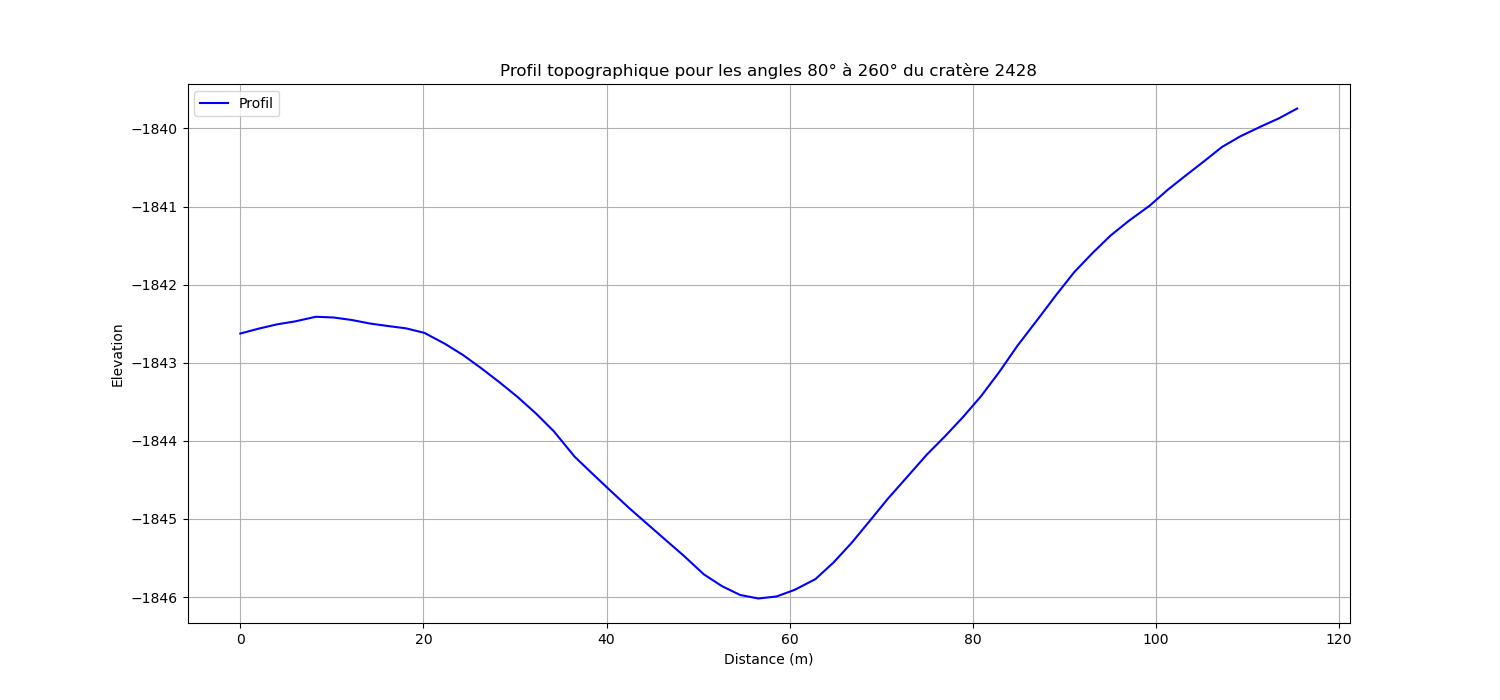 Profil topographique pour les angles 80° à 260° du cratère 2428
Profil
−1840
−1841
−1842
−1843
−1844
−1845
−1846
Elevation
0 20 40 60 80 100 120
Distance (m)